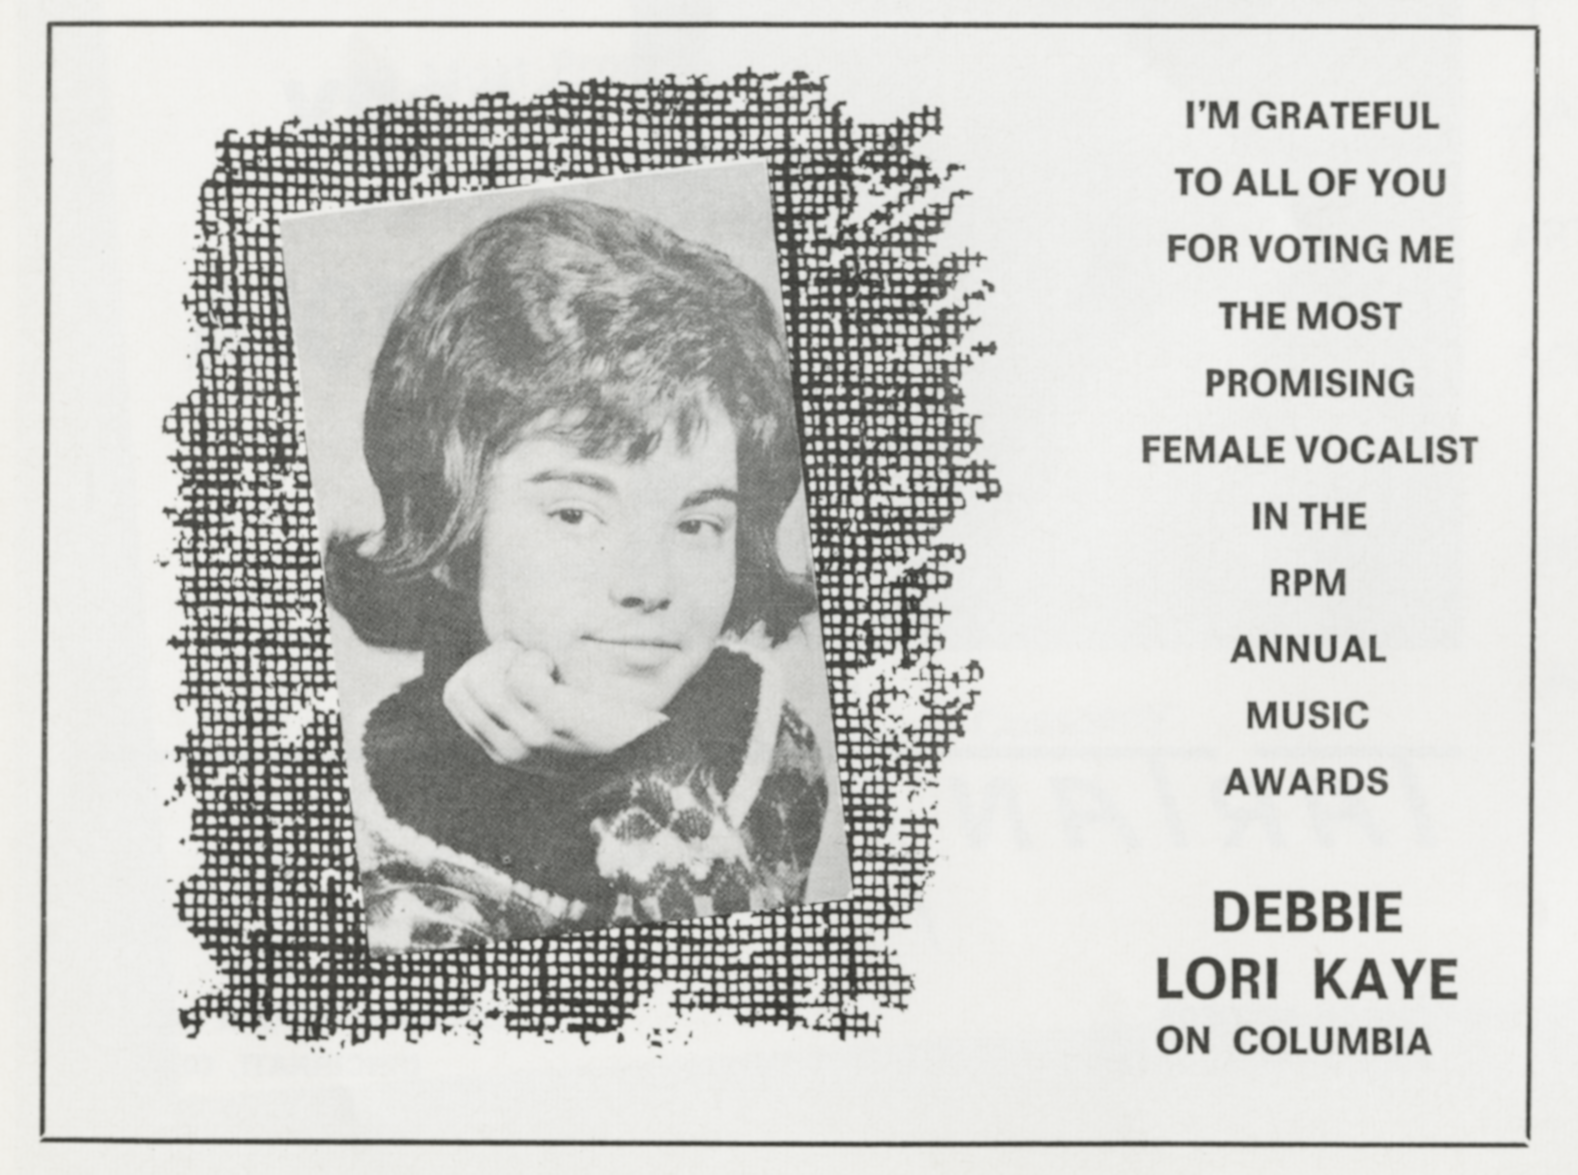 I'M GRATEFUL
TO ALL OF YOU
FOR VOTING ME
THE MOST
PROMISING
FEMALE VOCALIST
IN THE
RPM
ANNUAL
MUSIC
AWARDS
DEBBIE
LORI KAYE
ON COLUMBIA